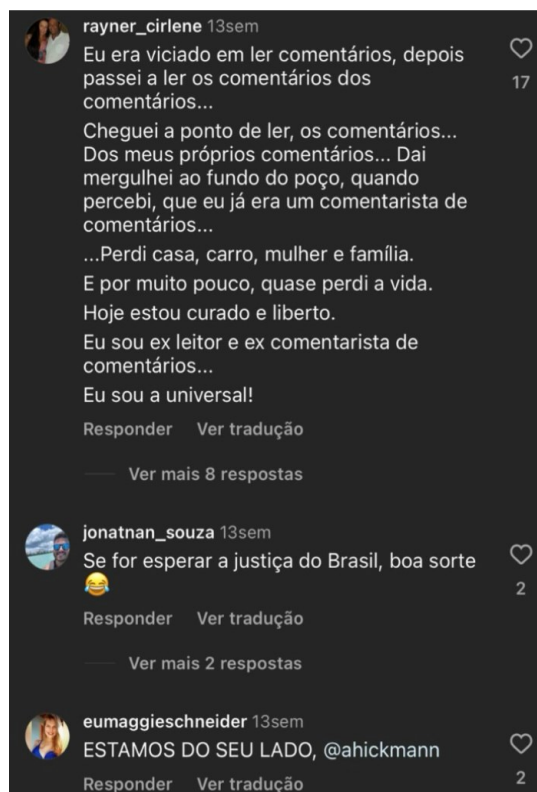 rayner_cirlene 13sem
Eu era viciado em ler comentários, depois
passei a ler os comentários dos
comentários...
17
Cheguei a ponto de ler, os comentários...
Dos meus próprios comentários... Dai
mergulhei ao fundo do poço, quando
percebi, que eu já era um comentarista de
comentários...
...Perdi casa, carro, mulher e família.
E por muito pouco, quase perdi a vida.
Hoje estou curado e liberto.
Eu sou ex leitor e ex comentarista de
comentários...
Eu sou a universal!
Responder Ver tradução
Ver mais 8 respostas
jonatnan_souza 13sem
Se for esperar a justiça do Brasil, boa sorte
😂
2
Responder Ver tradução
Ver mais 2 respostas
eumaggieschneider 13sem
ESTAMOS DO SEU LADO, @ahickmann
2
Responder Ver tradução